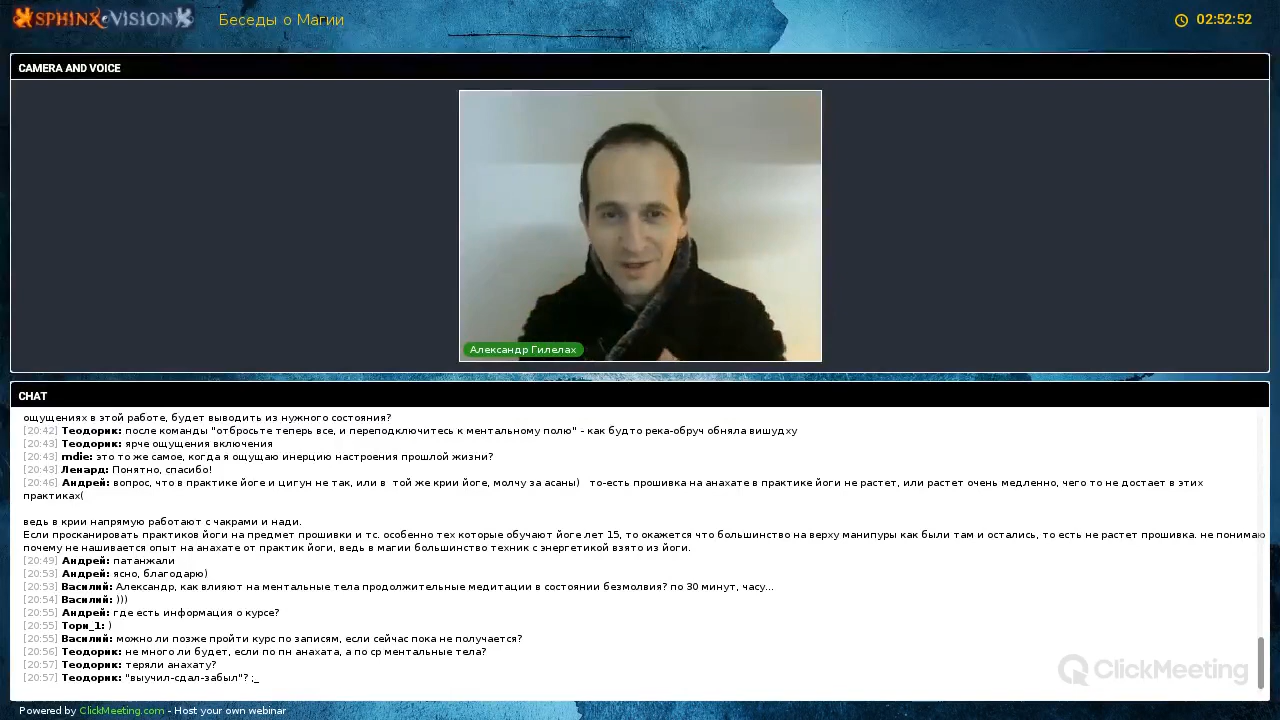 SPHINX VISION
Беседы о Магии
02:52:52
CAMERA AND VOICE
Александр Гилелах
CHAT
ощущениях в этой работе, будет выводить из нужного состояния?
[20:42] Теодорик: после команды "отбросьте теперь все, и переподключитесь к ментальному полю" - как будто река-обруч обняла вишудху
[20:43] Теодорик: ярче ощущения включения
[20:43] mdie: это то же самое, когда я ощущаю инерцию настроения прошлой жизни?
[20:43] Ленард: Понятно, спасибо!
[20:46] Андрей: вопрос, что в практике йоге и цигун не так, или в той же крии йоге, молчу за асаны) то-есть прошивка на анахате в практике йоги не растет, или растет очень медленно, чего то не достает в этих
практиках(
ведь в крии напрямую работают с чакрами и нади.
Если просканировать практиков йоги на предмет прошивки и тс. особенно тех которые обучают йоге лет 15, то окажется что большинство на верху манипуры как были там и остались, то есть не растет прошивка. не понимаю
почему не нашивается опыт на анахате от практик йоги, ведь в магии большинство техник с энергетикой взято из йоги.
[20:49] Андрей: патанжали
[20:53] Андрей: ясно, благодарю)
[20:53] Василий: Александр, как влияют на ментальные тела продолжительные медитации в состоянии безмолвия? по 30 минут, часу...
[20:54] Василий: )))
[20:55] Андрей: где есть информация о курсе?
[20:55] Тори_1: )
[20:55] Василий: можно ли позже пройти курс по записям, если сейчас пока не получается?
[20:56] Теодорик: не много ли будет, если по пн анахата, а по ср ментальные тела?
[20:57] Теодорик: теряли анахату?
[20:57] Теодорик: "выучил-сдал-забыл"? ;_
ClickMeeting
Powered by ClickMeeting.com - Host your own webinar